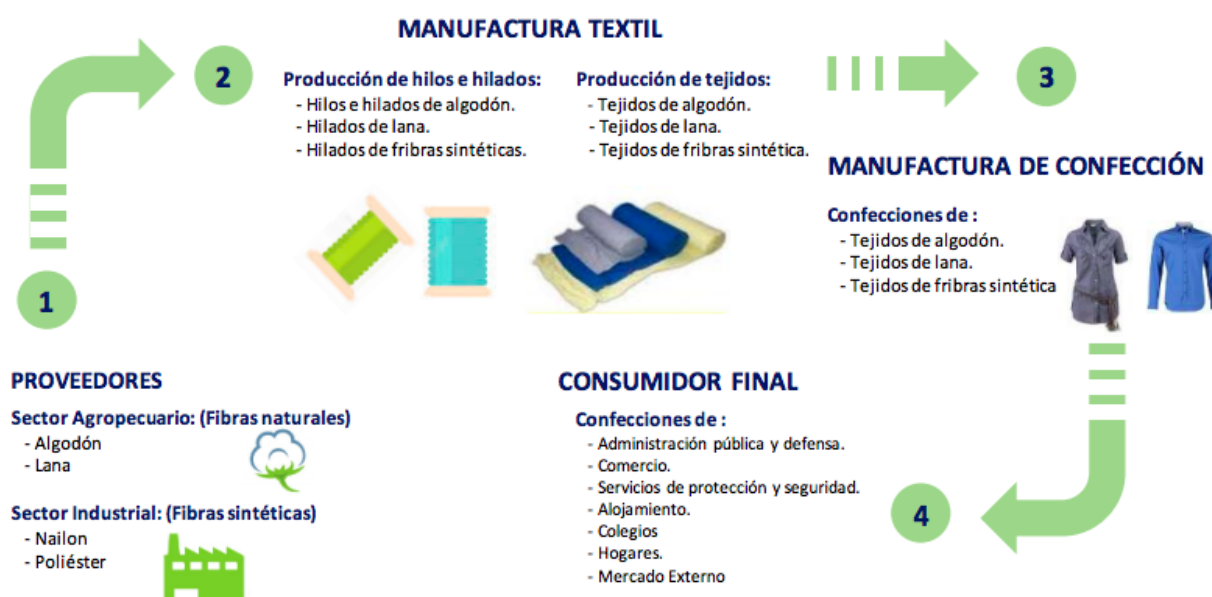 1
PROVEEDORES
Sector Agropecuario: (Fibras naturales)
- Algodón
- Lana
Sector Industrial: (Fibras sintéticas)
- Nailon
- Poliéster
2
MANUFACTURA TEXTIL
Producción de hilos e hilados:
- Hilos e hilados de algodón.
- Hilados de lana.
- Hilados de fribras sintéticas.
Producción de tejidos:
- Tejidos de algodón.
- Tejidos de lana.
- Tejidos de fribras sintética.
3
MANUFACTURA DE CONFECCIÓN
Confecciones de :
- Tejidos de algodón.
- Tejidos de lana.
- Tejidos de fribras sintética
4
CONSUMIDOR FINAL
Confecciones de :
- Administración pública y defensa.
- Comercio.
- Servicios de protección y seguridad.
- Alojamiento.
- Colegios
- Hogares.
- Mercado Externo